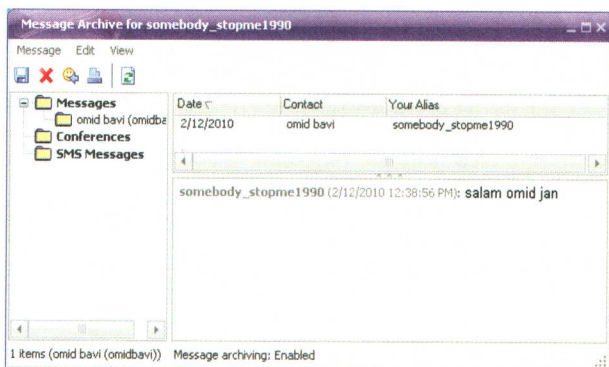 Message Archive for somebody_stopme1990
Message Edit View
Messages
omid bavi (omidba
Conferences
SMS Messages
Date Contact Your Alias
2/12/2010 omid bavi somebody_stopme1990
somebody_stopme1990 (2/12/2010 12:38:56 PM): salam omid jan
1 items (omid bavi (omidbavi)) Message archiving: Enabled